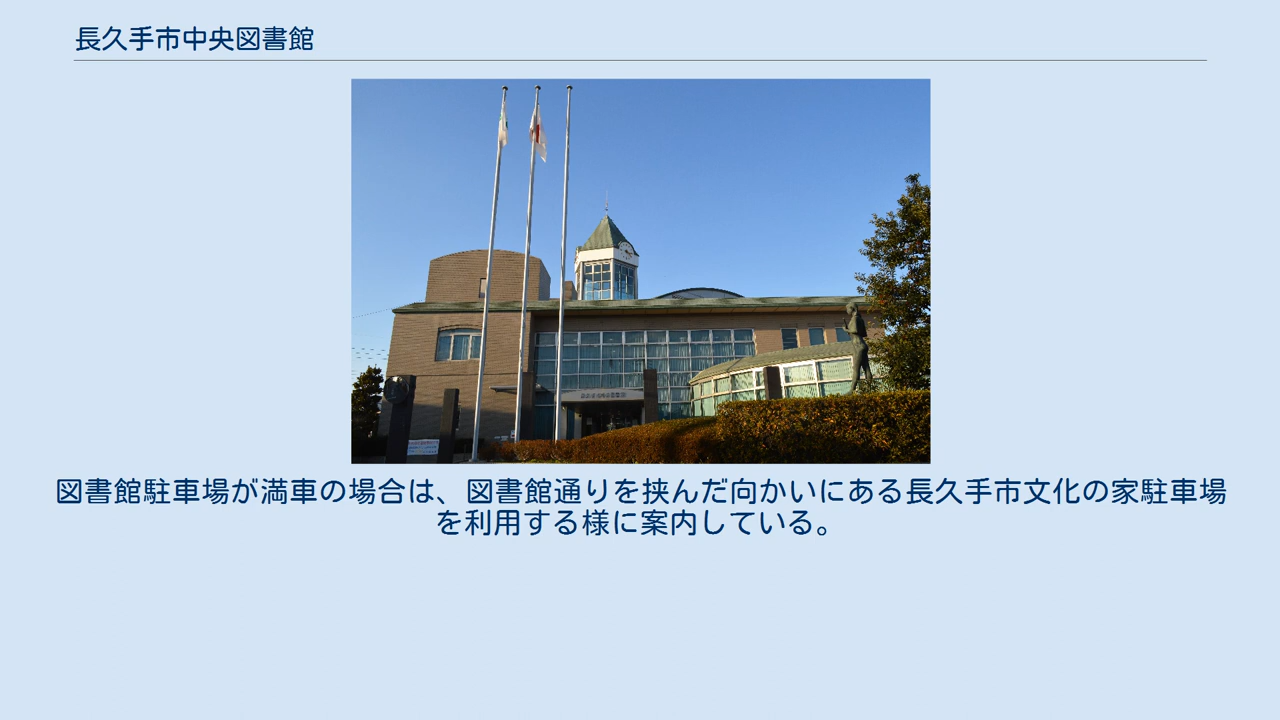 長久手市中央図書館
図書館駐車場が満車の場合は、図書館通りを挟んだ向かいにある長久手市文化の家駐車場
を利用する様に案内している。